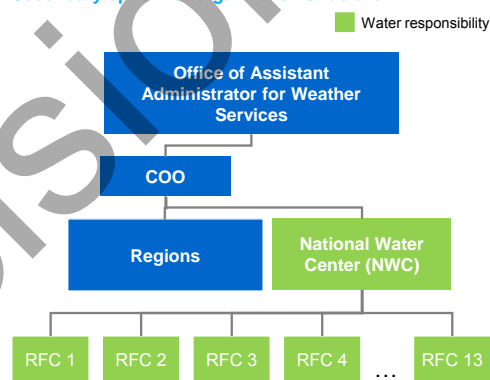 Water responsibility
Office of Assistant
Administrator for Weather
Services
COO
Regions
National Water
Center (NWC)
RFC 1
RFC 2
RFC 3
RFC 4
...
RFC 13